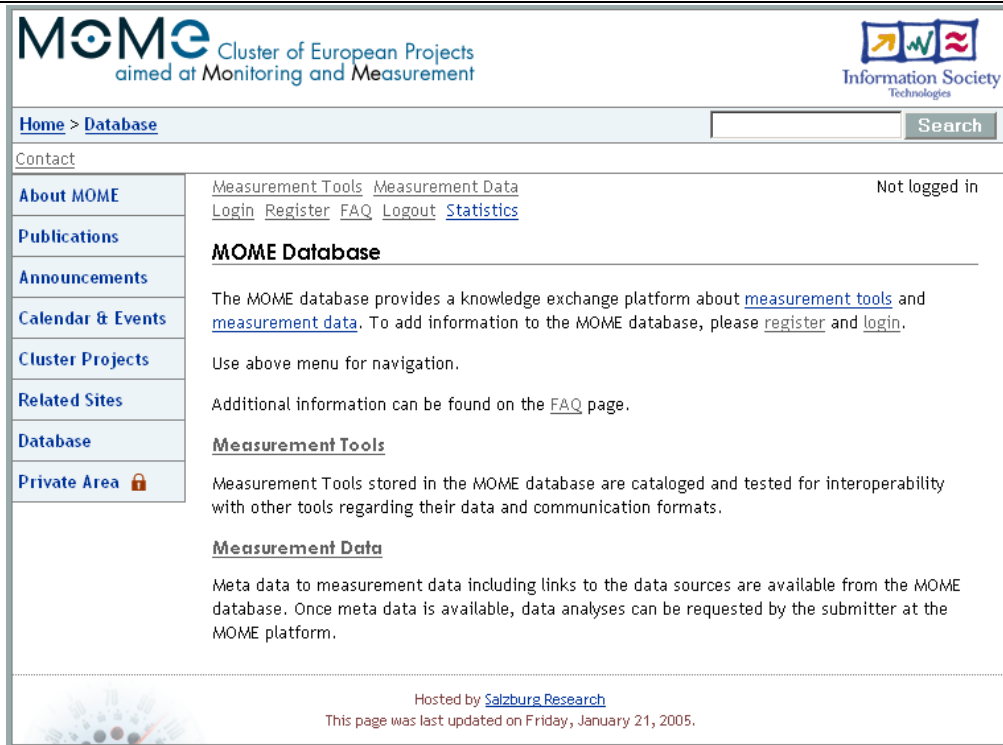 MOME Cluster of European Projects
aimed at Monitoring and Measurement
Information Society
Technologies
Home > Database
Search
Contact
About MOME
Publications
Announcements
Calendar & Events
Cluster Projects
Related Sites
Database
Private Area
Measurement Tools Measurement Data
Not logged in
Login Register FAQ Logout Statistics
MOME Database
The MOME database provides a knowledge exchange platform about measurement tools and
measurement data. To add information to the MOME database, please register and login.
Use above menu for navigation.
Additional information can be found on the FAQ page.
Measurement Tools
Measurement Tools stored in the MOME database are cataloged and tested for interoperability
with other tools regarding their data and communication formats.
Measurement Data
Meta data to measurement data including links to the data sources are available from the MOME
database. Once meta data is available, data analyses can be requested by the submitter at the
MOME platform.
Hosted by Salzburg Research
This page was last updated on Friday, January 21, 2005.